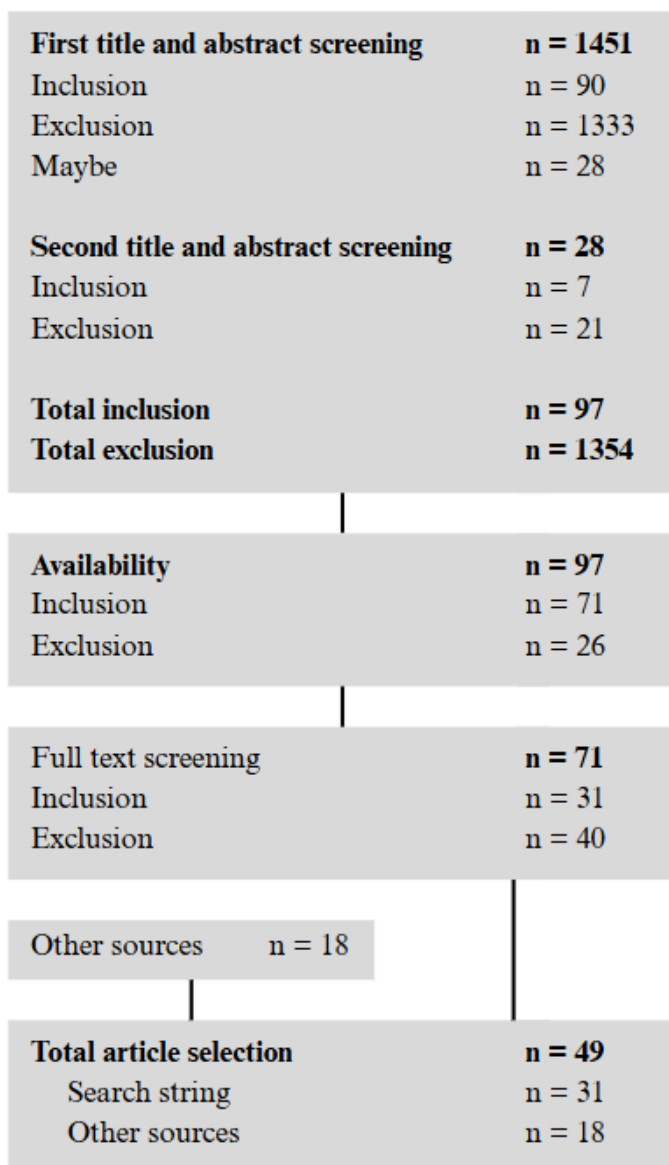 First title and abstract screening n = 1451
Inclusion n = 90
Exclusion n = 1333
Maybe n = 28
Second title and abstract screening n = 28
Inclusion n = 7
Exclusion n = 21
Total inclusion n = 97
Total exclusion n = 1354
Availability n = 97
Inclusion n = 71
Exclusion n = 26
Full text screening n = 71
Inclusion n = 31
Exclusion n = 40
Other sources n = 18
Total article selection n = 49
Search string n = 31
Other sources n = 18